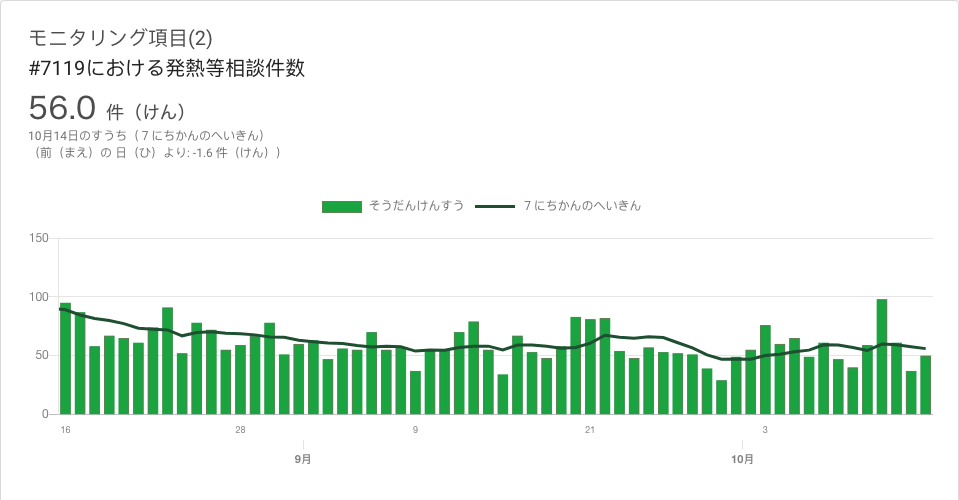 モニタリング項目(2)
#7119における発熱等相談件数
56.0 件（けん）
10月14日のすうち（７にちかんのへいきん）
（前（まえ）の 日（ひ）より: -1.6 件（けん））
そうだんけんすう ７にちかんのへいきん
150
100
50
0
16 28 9 21 3
9月 10月